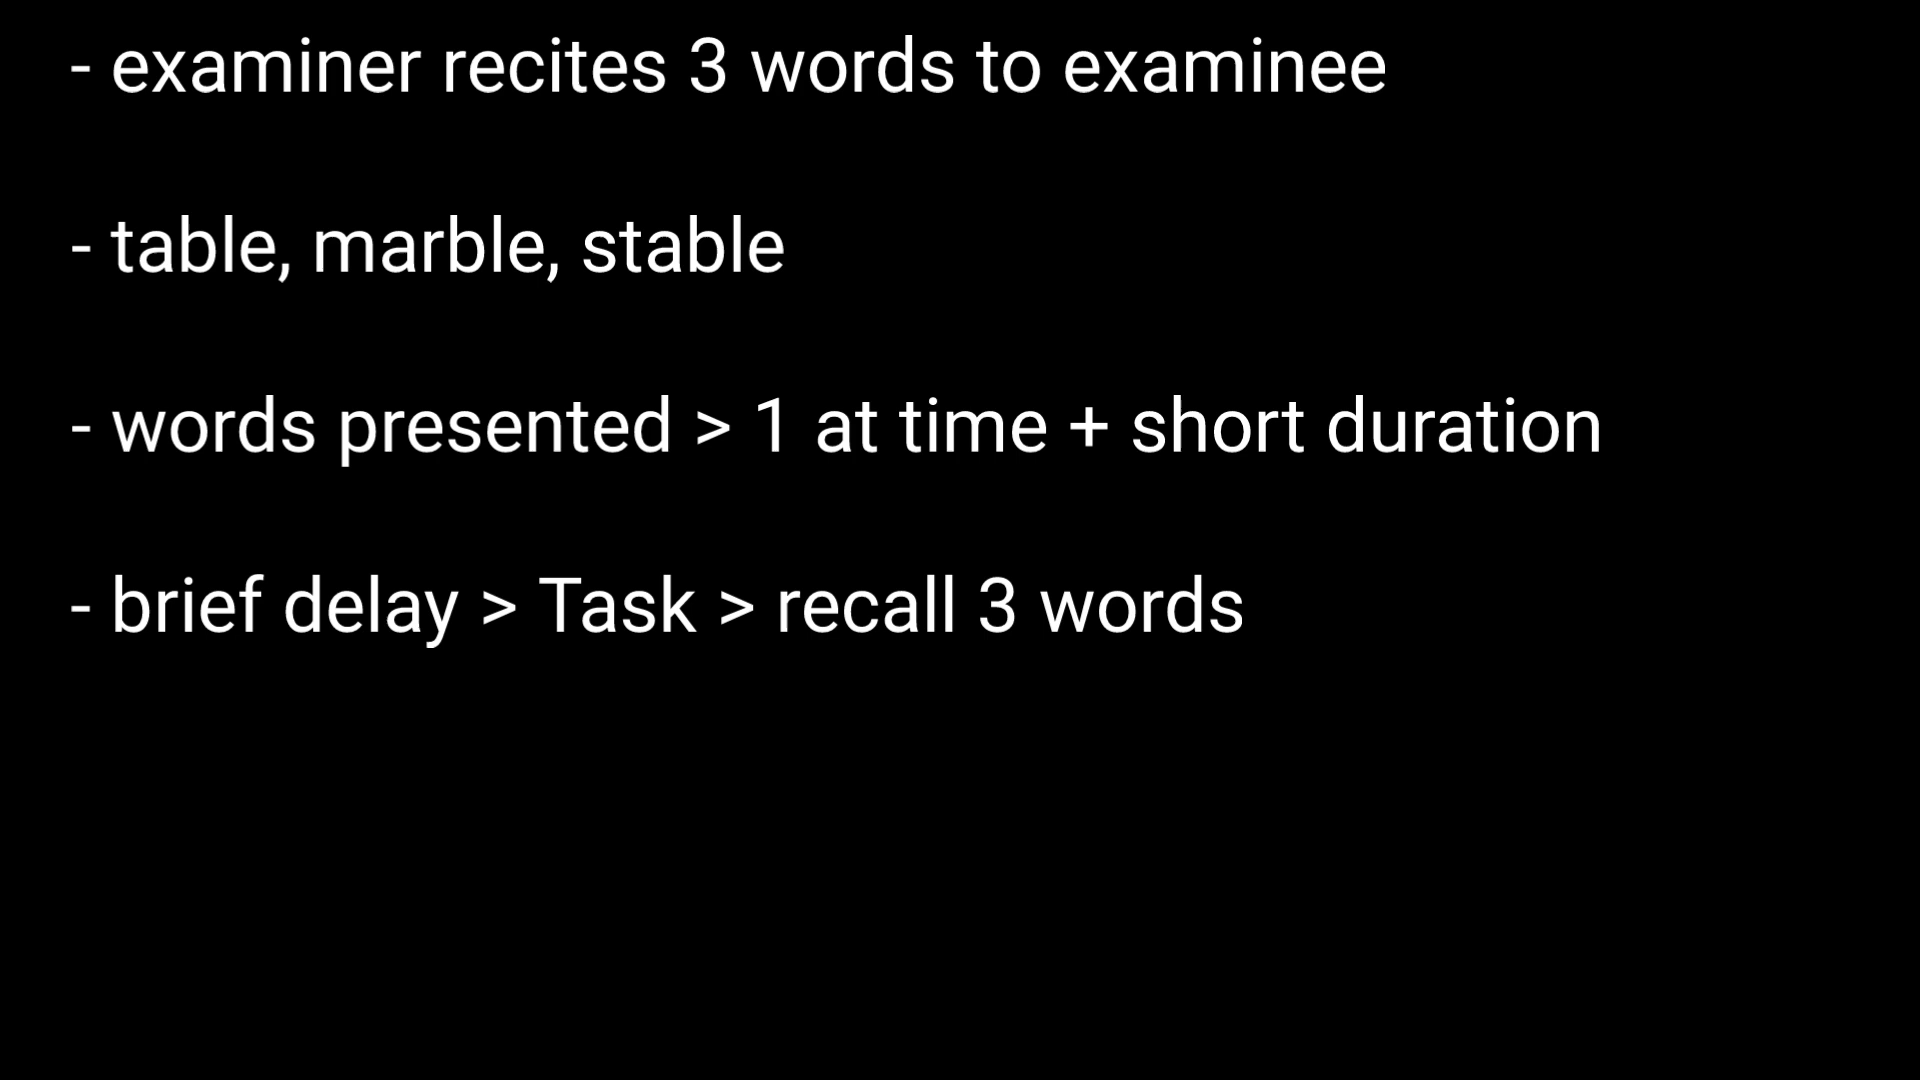 - examiner recites 3 words to examinee
- table, marble, stable
- words presented > 1 at time + short duration
- brief delay > Task > recall 3 words